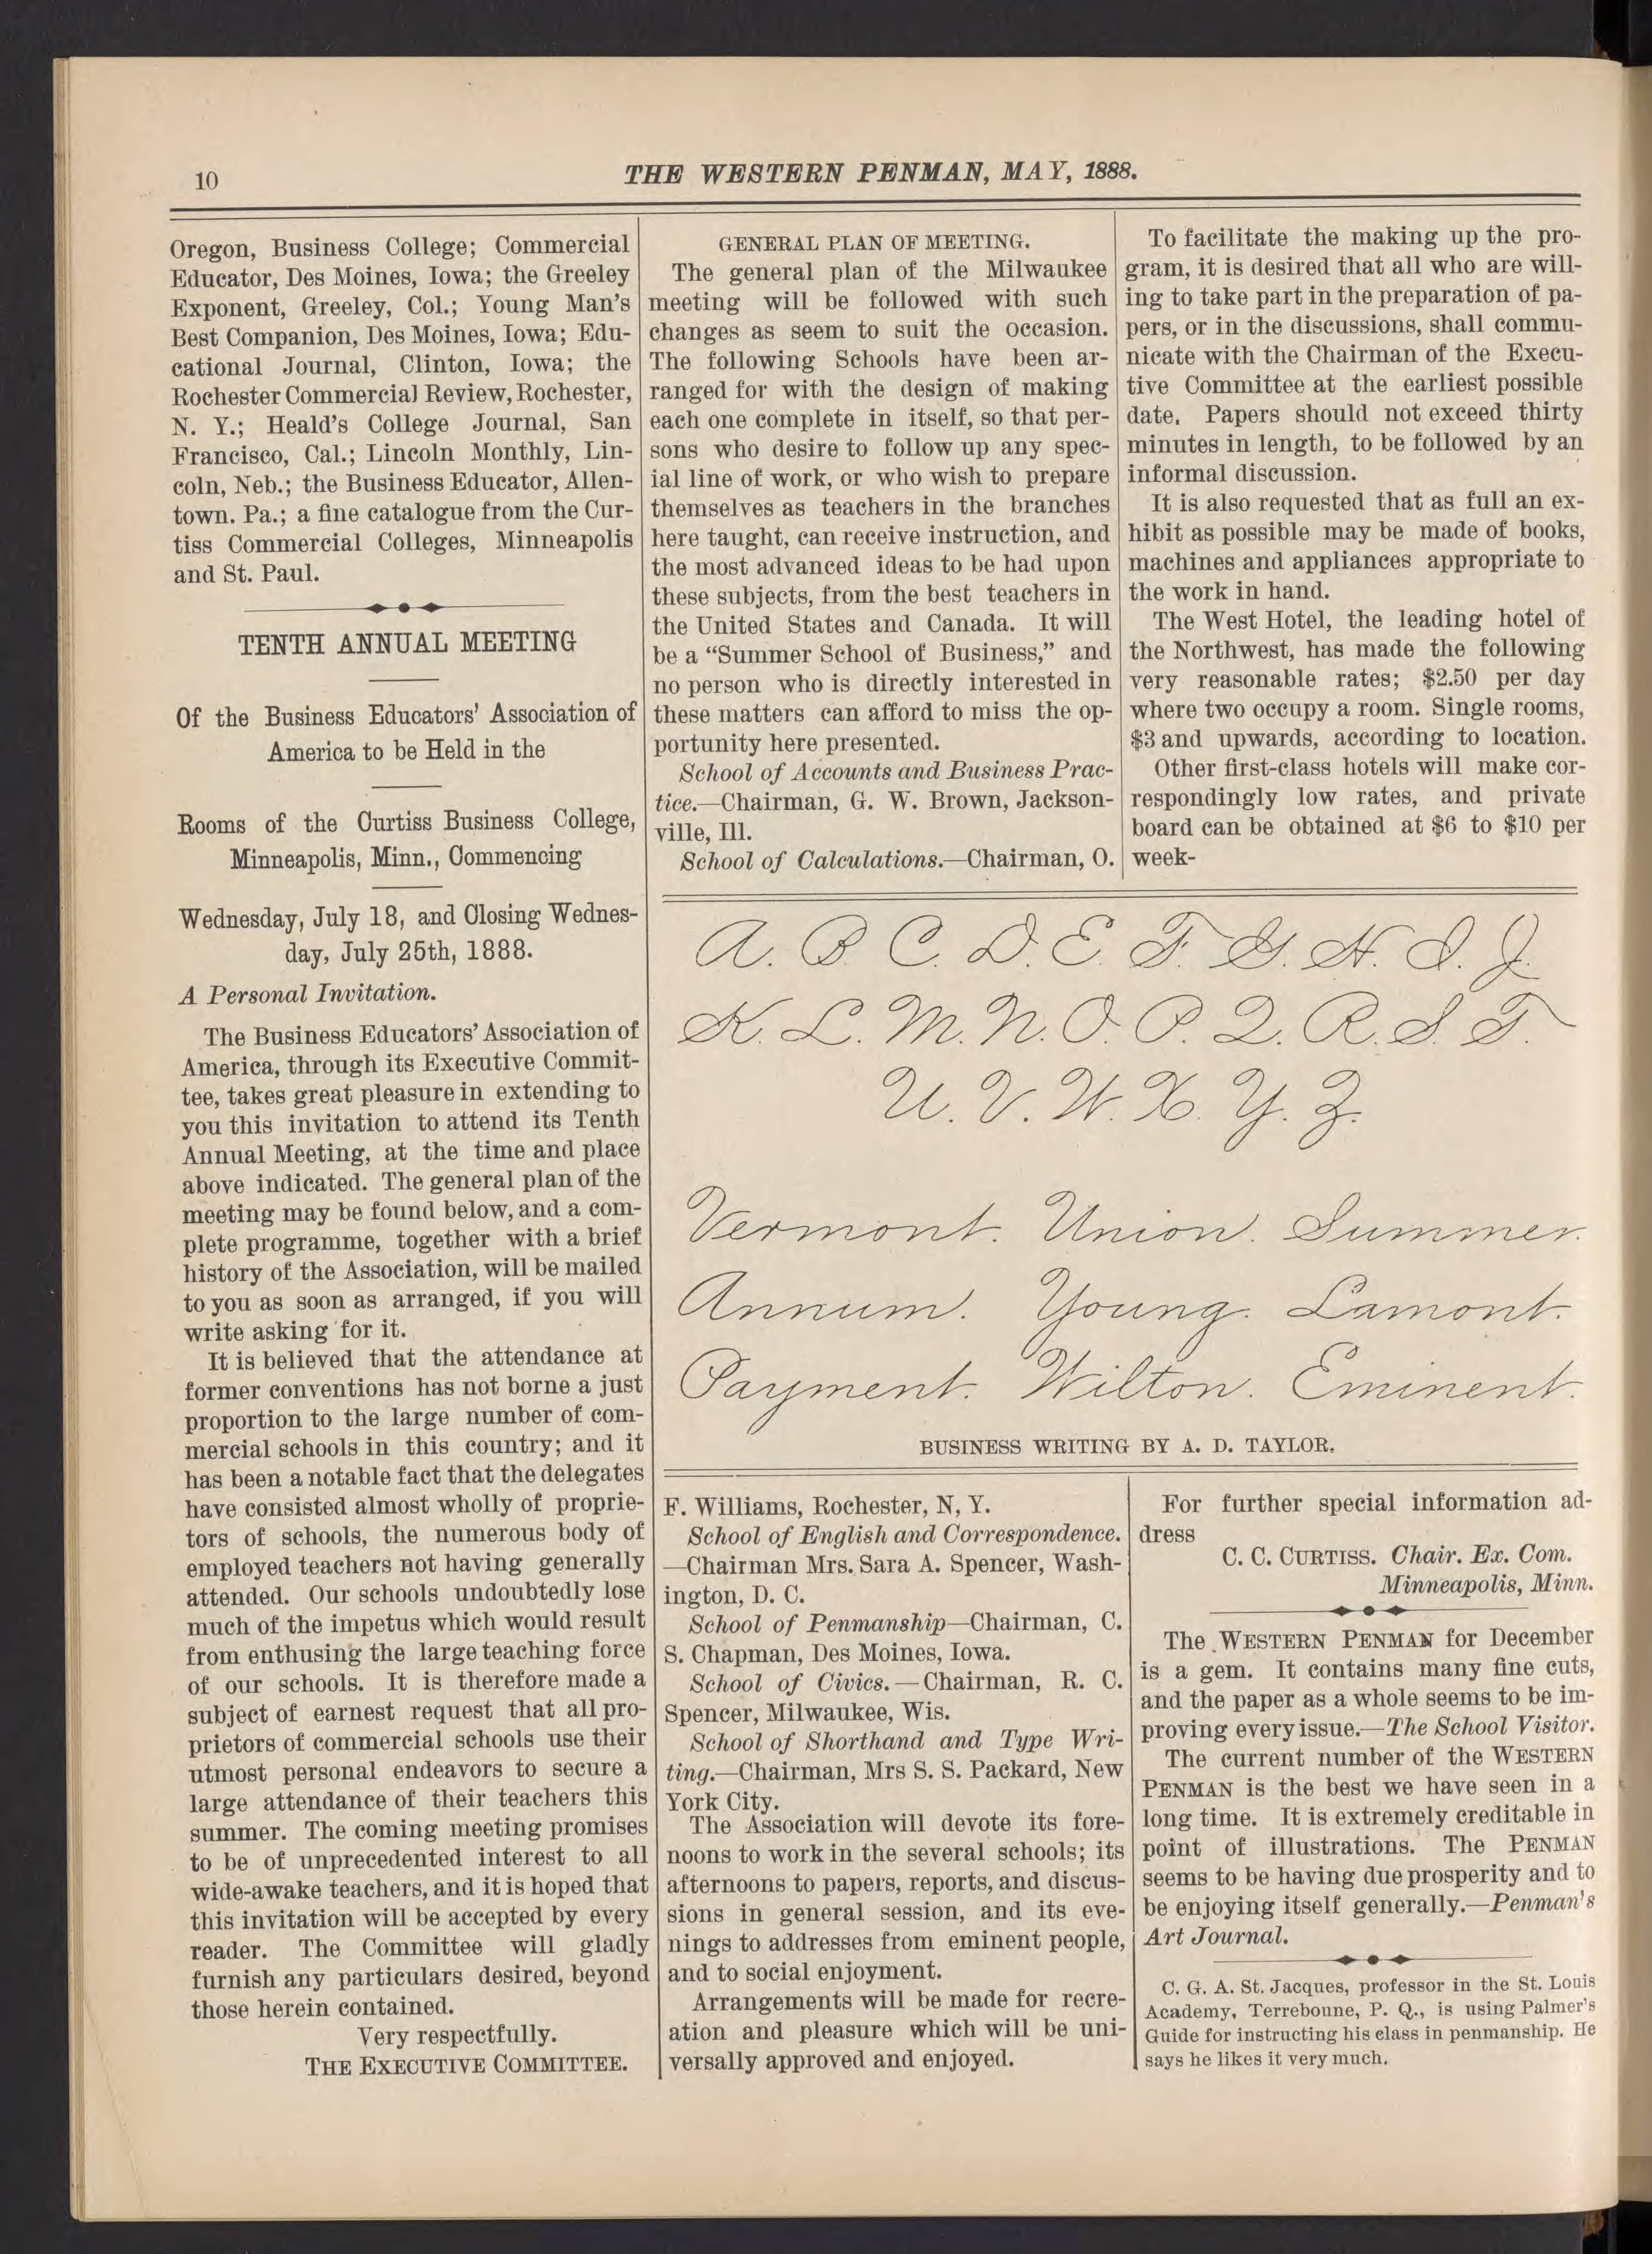 10
THE WESTERN PENMAN, MAY, 1888.
Oregon, Business College; Commercial
Educator, Des Moines, Iowa; the Greeley
Exponent, Greeley, Col.; Young Man's
Best Companion, Des Moines, Iowa; Edu-
cational Journal, Clinton, Iowa; the
Rochester Commercial Review, Rochester,
N. Y.; Heald's College Journal, San
Francisco, Cal.; Lincoln Monthly, Lin-
coln, Neb.; the Business Educator, Allen-
town. Pa.; a fine catalogue from the Cur-
tiss Commercial Colleges, Minneapolis
and St. Paul.
TENTH ANNUAL MEETING
Of the Business Educators' Association of
America to be Held in the
Rooms of the Curtiss Business College,
Minneapolis, Minn., Commencing
Wednesday, July 18, and Closing Wednes-
day, July 25th, 1888.
A Personal Invitation.
The Business Educators' Association of
America, through its Executive Commit-
tee, takes great pleasure in extending to
you this invitation to attend its Tenth
Annual Meeting, at the time and place
above indicated. The general plan of the
meeting may be found below, and a com-
plete programme, together with a brief
history of the Association, will be mailed
to you as soon as arranged, if you will
write asking for it.
It is believed that the attendance at
former conventions has not borne a just
proportion to the large number of com-
mercial schools in this country; and it
has been a notable fact that the delegates
have consisted almost wholly of proprie-
tors of schools, the numerous body of
employed teachers not having generally
attended. Our schools undoubtedly lose
much of the impetus which would result
from enthusing the large teaching force
of our schools. It is therefore made a
subject of earnest request that all pro-
prietors of commercial schools use their
utmost personal endeavors to secure a
large attendance of their teachers this
summer. The coming meeting promises
to be of unprecedented interest to all
wide-awake teachers, and it is hoped that
this invitation will be accepted by every
reader. The Committee will gladly
furnish any particulars desired, beyond
those herein contained.
Very respectfully.
THE EXECUTIVE COMMITTEE.
GENERAL PLAN OF MEETING.
The general plan of the Milwaukee
meeting will be followed with such
changes as seem to suit the occasion.
The following Schools have been ar-
ranged for with the design of making
each one complete in itself, so that per-
sons who desire to follow up any spec-
ial line of work, or who wish to prepare
themselves as teachers in the branches
here taught, can receive instruction, and
the most advanced ideas to be had upon
these subjects, from the best teachers in
the United States and Canada. It will
be a “Summer School of Business,” and
no person who is directly interested in
these matters can afford to miss the op-
portunity here presented.
School of Accounts and Business Prac-
tice.—Chairman, G. W. Brown, Jackson-
ville, Ill.
School of Calculations.—Chairman, O.
To facilitate the making up the pro-
gram, it is desired that all who are will-
ing to take part in the preparation of pa-
pers, or in the discussions, shall commu-
nicate with the Chairman of the Execu-
tive Committee at the earliest possible
date. Papers should not exceed thirty
minutes in length, to be followed by an
informal discussion.
It is also requested that as full an ex-
hibit as possible may be made of books,
machines and appliances appropriate to
the work in hand.
The West Hotel, the leading hotel of
the Northwest, has made the following
very reasonable rates; $2.50 per day
where two occupy a room. Single rooms,
$3 and upwards, according to location.
Other first-class hotels will make cor-
respondingly low rates, and private
board can be obtained at $6 to $10 per
week-
A. B. C. D. E. F. G. H. I. J.
K. L. M. N. O. P. Q. R. S. T.
U. V. W. X. Y. Z.
Vermont. Union. Summer.
Annum. Young. Lamont.
Payment. Wilton. Eminent.
BUSINESS WRITING BY A. D. TAYLOR.
F. Williams, Rochester, N, Y.
School of English and Correspondence.
—Chairman Mrs. Sara A. Spencer, Wash-
ington, D. C.
School of Penmanship—Chairman, C.
S. Chapman, Des Moines, Iowa.
School of Civics.—Chairman, R. C.
Spencer, Milwaukee, Wis.
School of Shorthand and Type Wri-
ting.—Chairman, Mrs S. S. Packard, New
York City.
The Association will devote its fore-
noons to work in the several schools; its
afternoons to papers, reports, and discus-
sions in general session, and its eve-
nings to addresses from eminent people,
and to social enjoyment.
Arrangements will be made for recre-
ation and pleasure which will be uni-
versally approved and enjoyed.
For further special information ad-
dress
C. C. CURTISS. Chair. Ex. Com.
Minneapolis, Minn.
The WESTERN PENMAN for December
is a gem. It contains many fine cuts,
and the paper as a whole seems to be im-
proving every issue.—The School Visitor.
The current number of the WESTERN
PENMAN is the best we have seen in a
long time. It is extremely creditable in
point of illustrations. The PENMAN
seems to be having due prosperity and to
be enjoying itself generally.—Penman's
Art Journal.
C. G. A. St. Jacques, professor in the St. Louis
Academy, Terreboune, P. Q., is using Palmer's
Guide for instructing his class in penmanship. He
says he likes it very much.